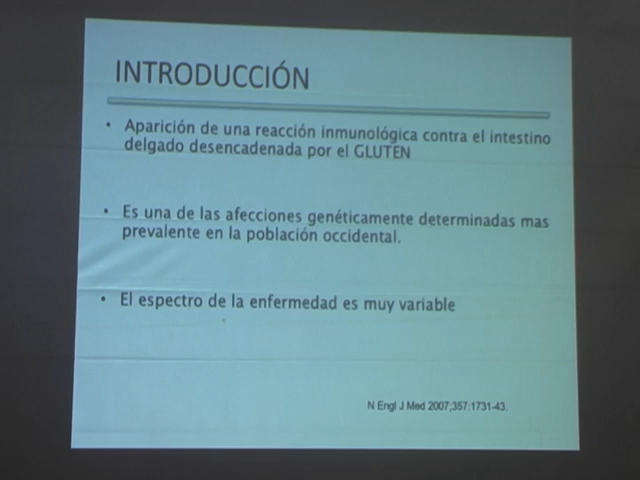 INTRODUCCIÓN
• Aparición de una reacción inmunológica contra el intestino
delgado desencadenada por el GLUTEN
• Es una de las afecciones genéticamente determinadas mas
prevalente en la población occidental.
• El espectro de la enfermedad es muy variable
N Engl J Med 2007;357:1731-43.